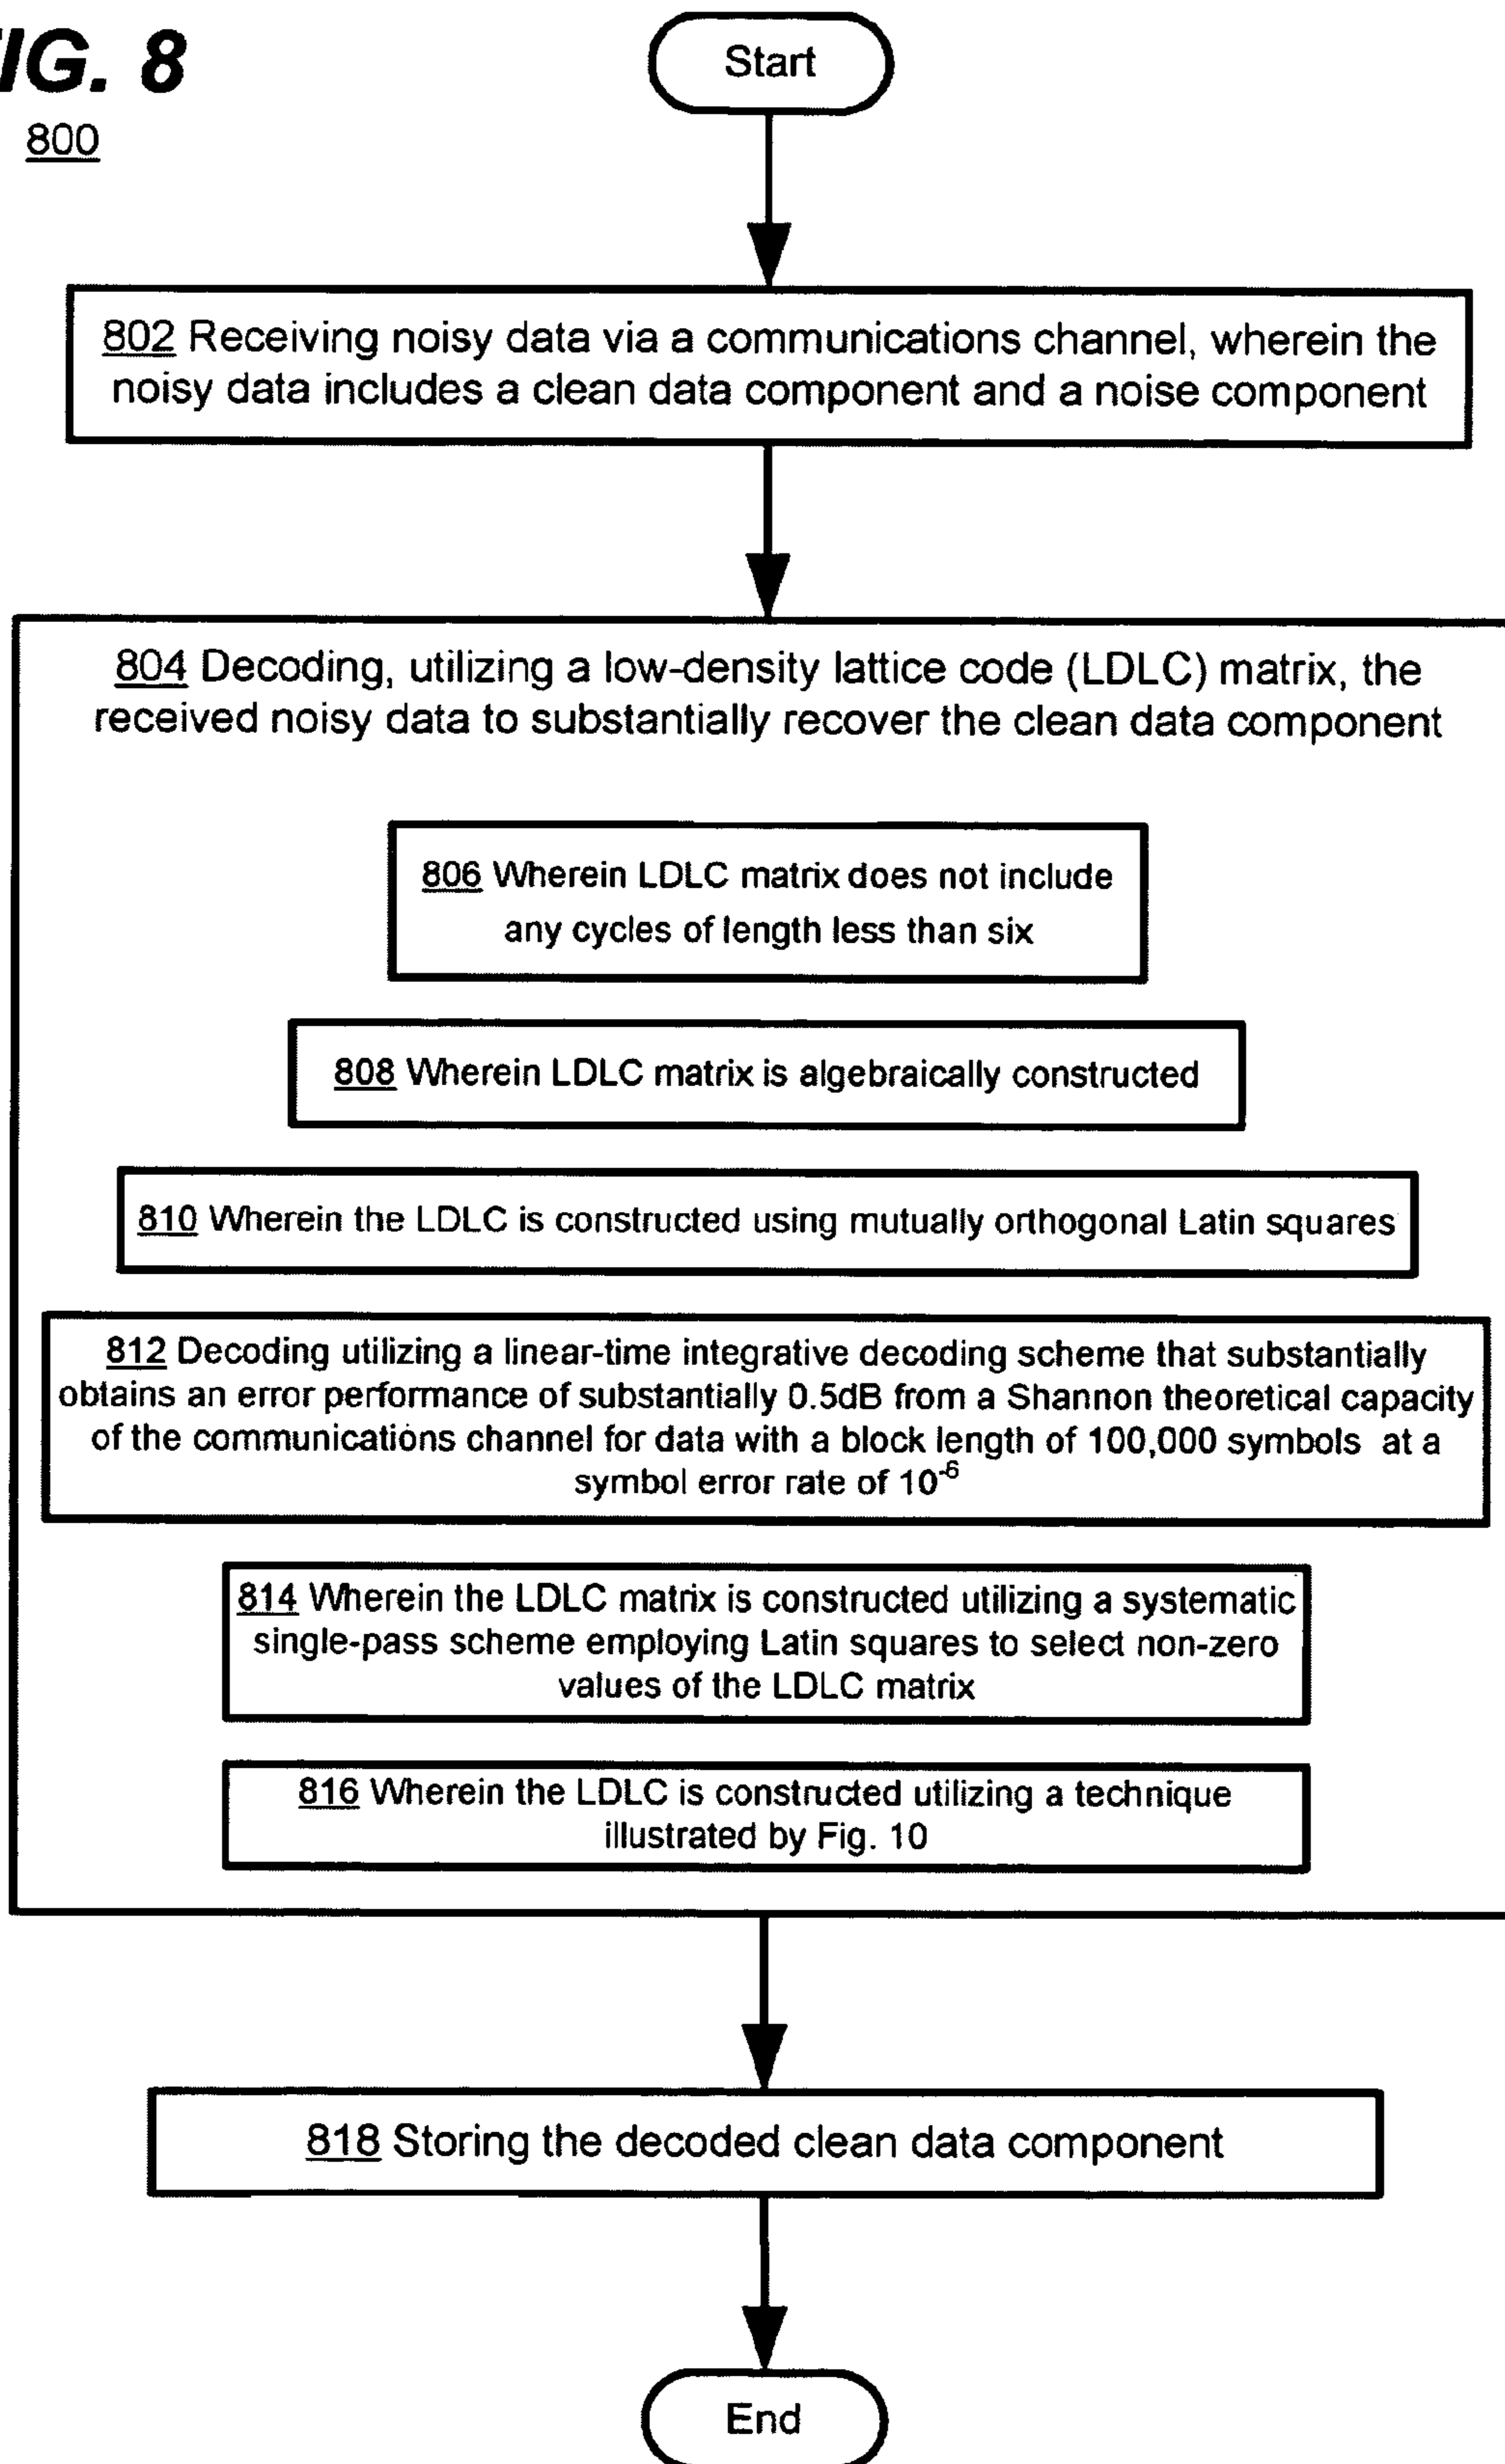 IG. 8
800
Start
802 Receiving noisy data via a communications channel, wherein the
noisy data includes a clean data component and a noise component
804 Decoding, utilizing a low-density lattice code (LDLC) matrix, the
received noisy data to substantially recover the clean data component
806 Wherein LDLC matrix does not include
any cycles of length less than six
808 Wherein LDLC matrix is algebraically constructed
810 Wherein the LDLC is constructed using mutually orthogonal Latin squares
812 Decoding utilizing a linear-time integrative decoding scheme that substantially
obtains an error performance of substantially 0.5dB from a Shannon theoretical capacity
of the communications channel for data with a block length of 100,000 symbols at a
symbol error rate of 10⁻⁶
814 Wherein the LDLC matrix is constructed utilizing a systematic
single-pass scheme employing Latin squares to select non-zero
values of the LDLC matrix
816 Wherein the LDLC is constructed utilizing a technique
illustrated by Fig. 10
818 Storing the decoded clean data component
End